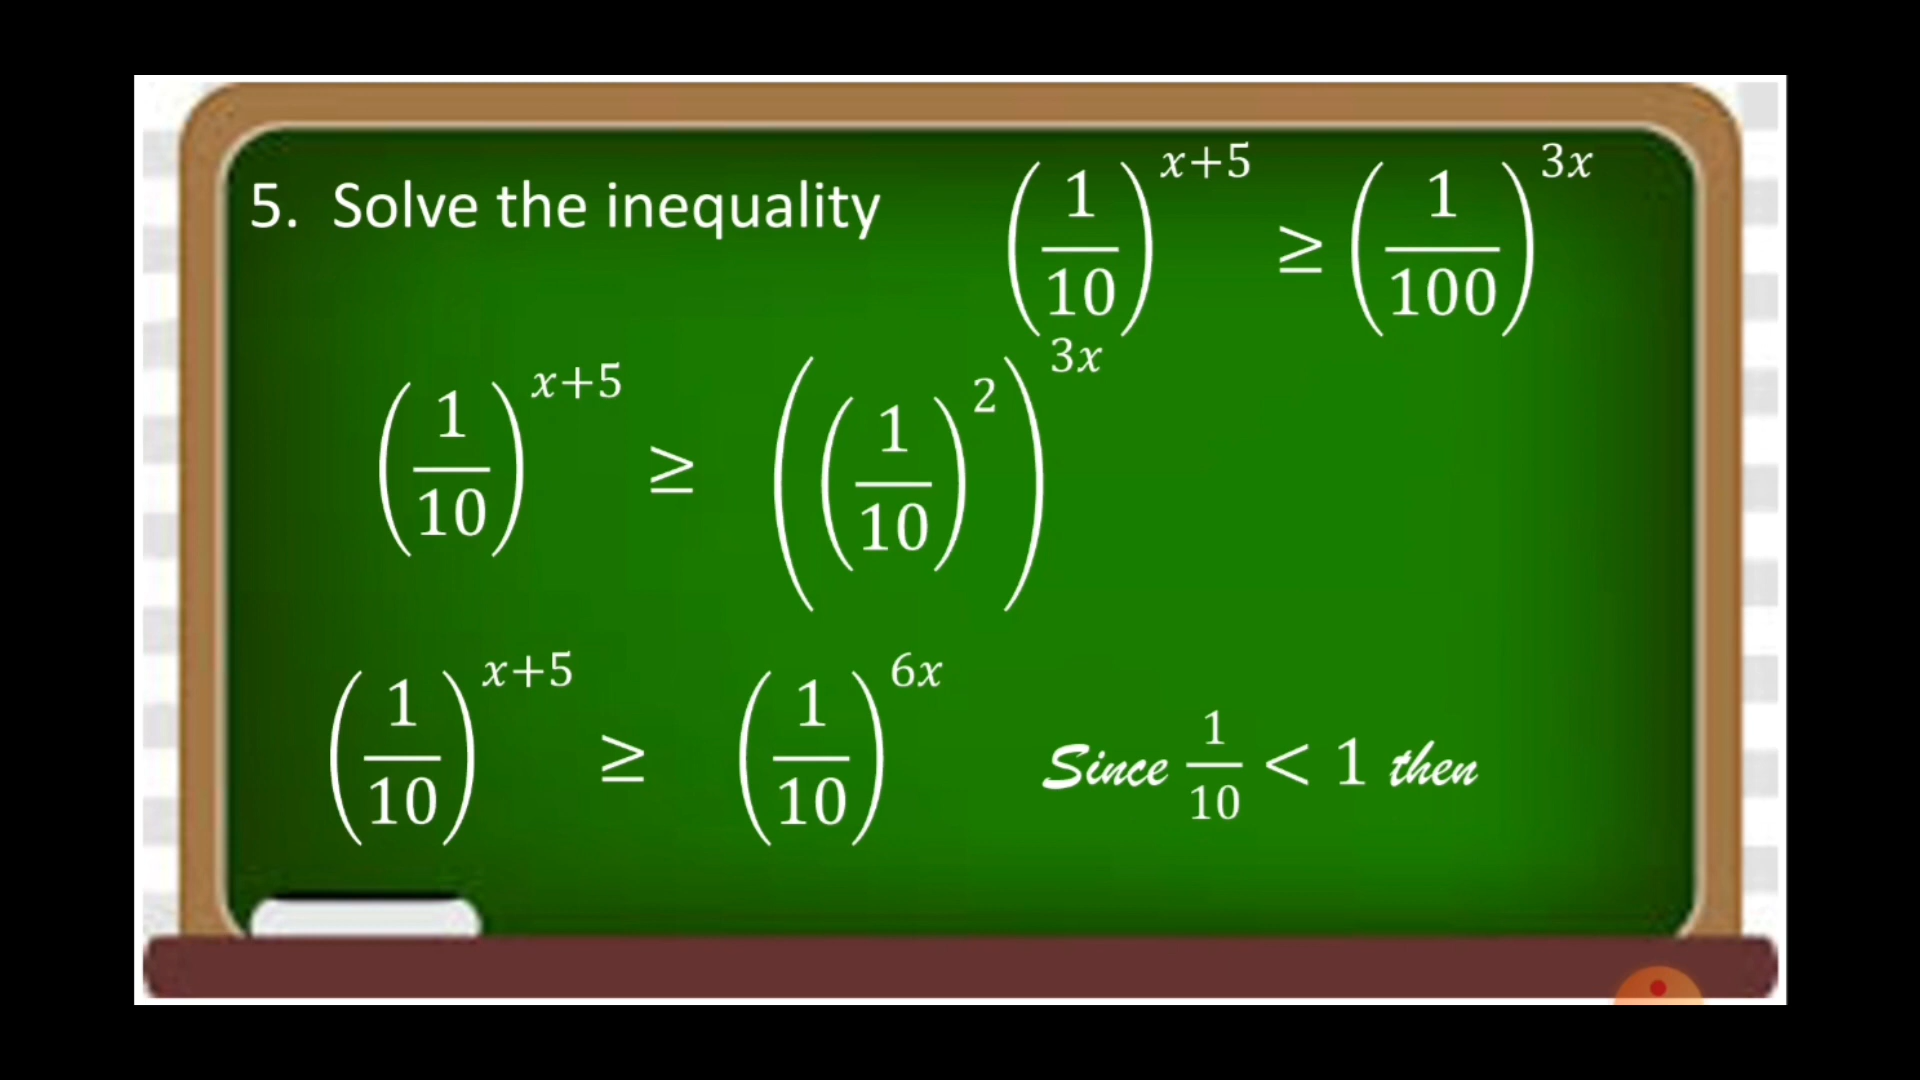 5. Solve the inequality (1/10)^(x+5) ≥ (1/100)^(3x)
(1/10)^(x+5) ≥ ((1/10)^2)^(3x)
(1/10)^(x+5) ≥ (1/10)^(6x) Since 1/10 < 1 then